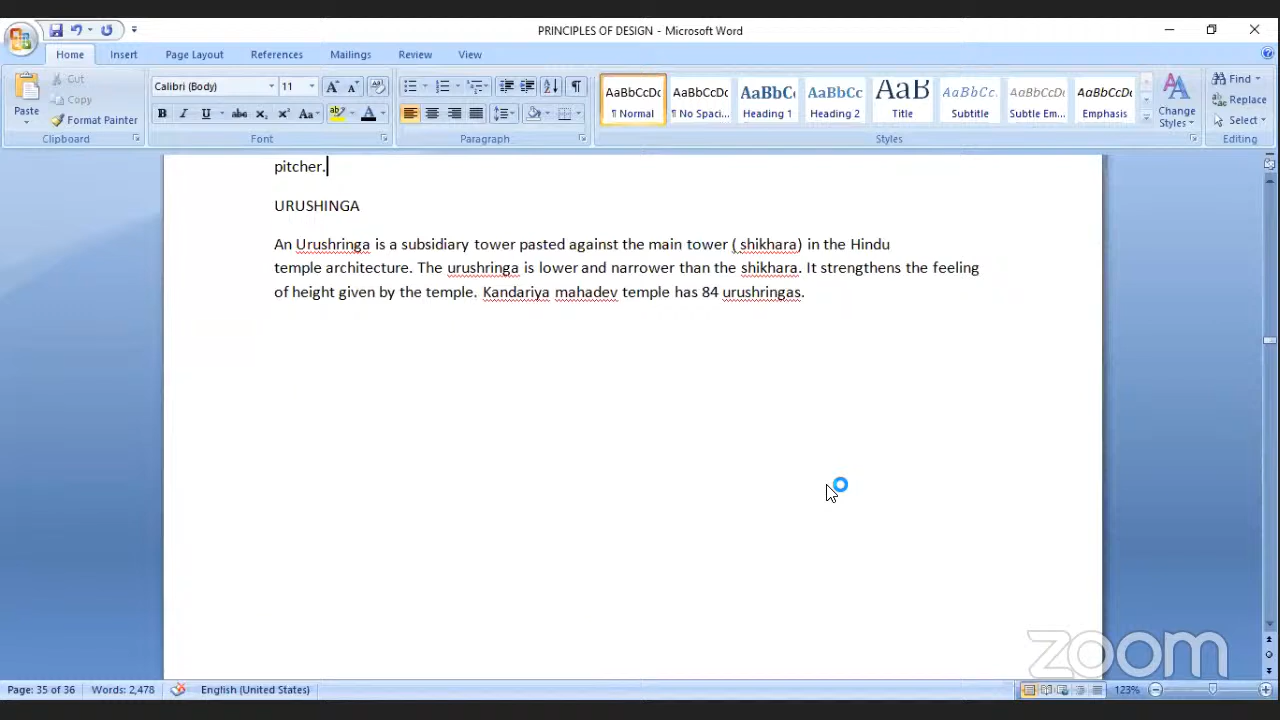 PRINCIPLES OF DESIGN - Microsoft Word
Home Insert Page Layout References Mailings Review View
Paste
Cut
Copy
Format Painter
Clipboard
Calibri (Body) 11
Font
Paragraph
AaBbCcDc AaBbCcDc AaBbCc AaBbCc AaB AaBbCc. AaBbCc. AaBbCcDc
¶ Normal ¶ No Spaci... Heading 1 Heading 2 Title Subtitle Subtle Em... Emphasis
Change Styles
Styles
Find
Replace
Select
Editing
pitcher.
URUSHINGA
An Urushringa is a subsidiary tower pasted against the main tower ( shikhara) in the Hindu
temple architecture. The urushringa is lower and narrower than the shikhara. It strengthens the feeling
of height given by the temple. Kandariya mahadev temple has 84 urushringas.
zoom
Page: 35 of 36 Words: 2,478 English (United States) 123%